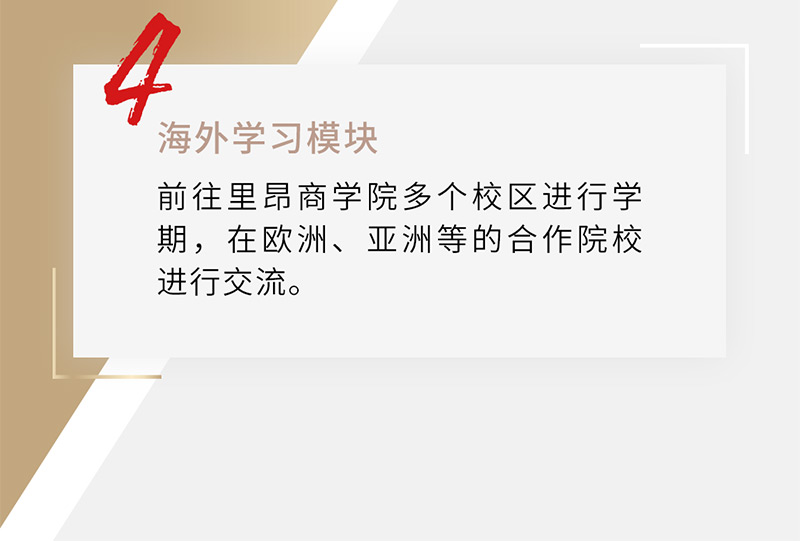 4
海外学习模块
前往里昂商学院多个校区进行学
期，在欧洲、亚洲等的合作院校
进行交流。